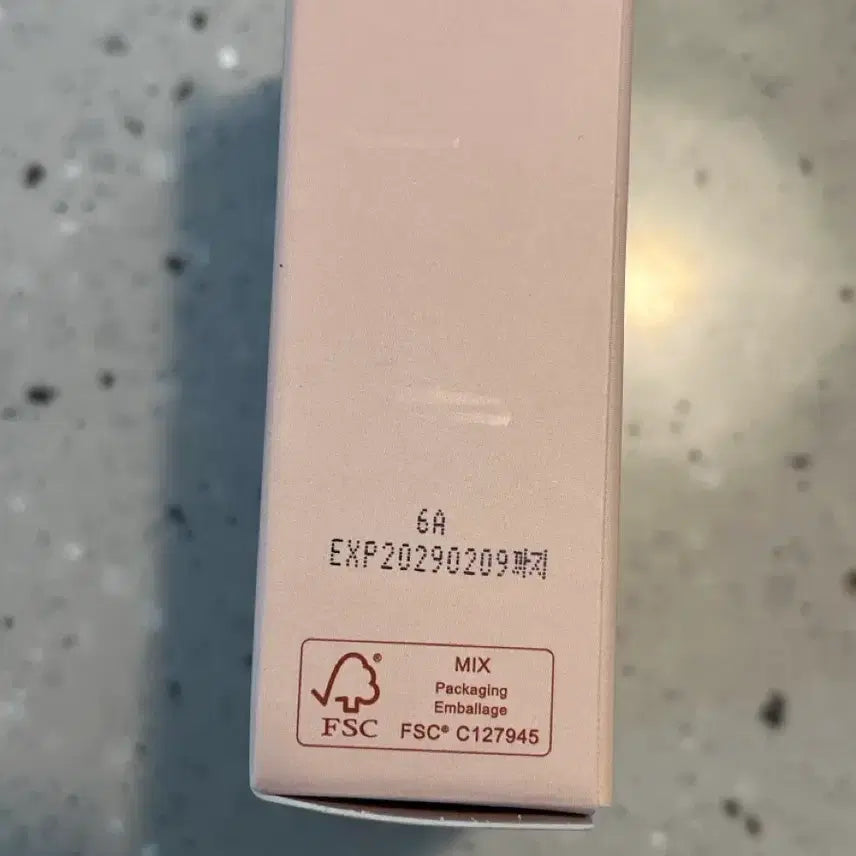 6A
EXP20290209까지
MIX
Packaging
Emballage
FSC® C127945
®
FSC